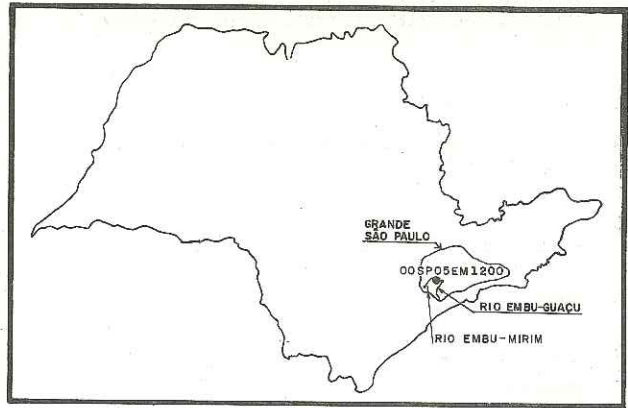 GRANDE
SÃO PAULO
00SP05EM1200
RIO EMBU-GUAÇU
RIO EMBU-MIRIM